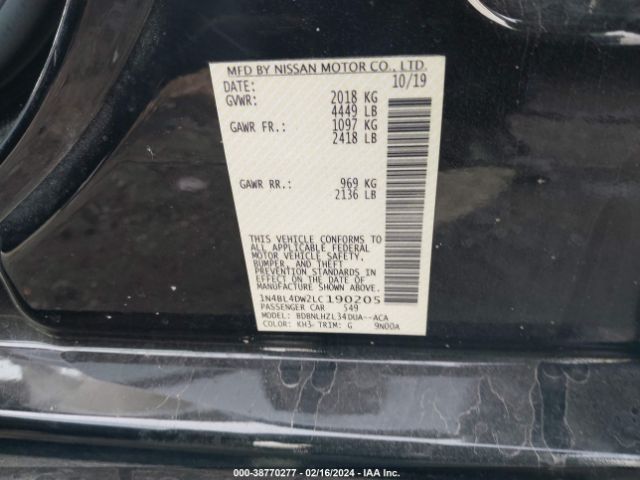 MFD BY NISSAN MOTOR CO., LTD.
DATE: 10/19
GVWR: 2018 KG
4449 LB
GAWR FR.: 1097 KG
2418 LB
GAWR RR.: 969 KG
2136 LB
THIS VEHICLE CONFORMS TO
ALL APPLICABLE FEDERAL
MOTOR VEHICLE SAFETY,
BUMPER, AND THEFT
PREVENTION STANDARDS
IN EFFECT ON THE DATE OF
MANUFACTURE SHOWN ABOVE.
1N4BL4DW2LC190205
PASSENGER CAR 549
MODEL: BDBNLHZL34DUA--ACA
COLOR: KH3- TRIM: G 9N00A
000-38770277 - 02/16/2024 - IAA Inc.